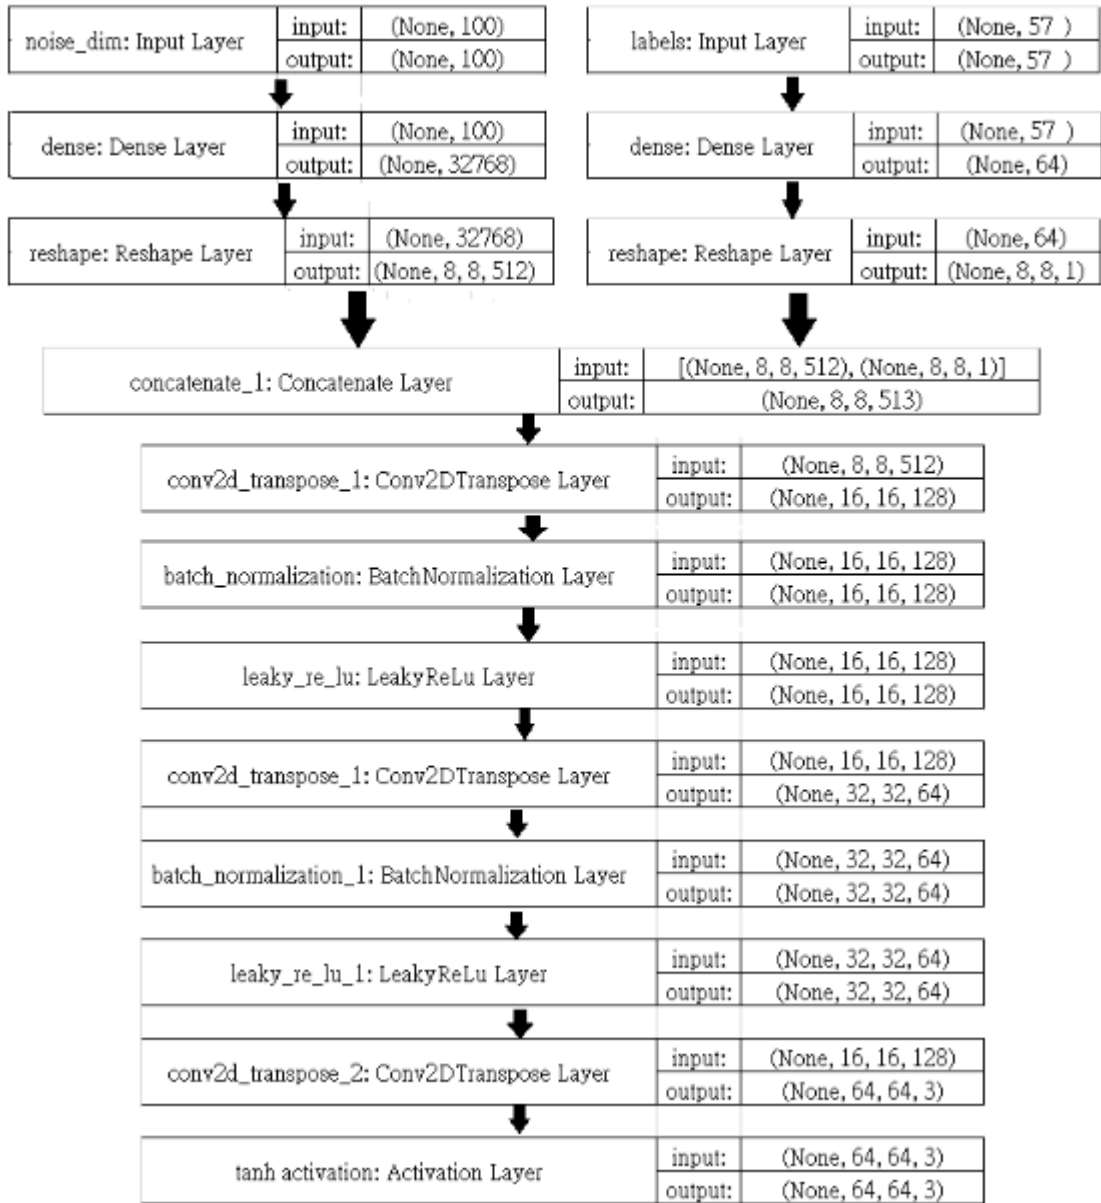 noise_dim: Input Layer input: (None, 100)
output: (None, 100)
labels: Input Layer input: (None, 57 )
output: (None, 57 )
dense: Dense Layer input: (None, 100)
output: (None, 32768)
dense: Dense Layer input: (None, 57 )
output: (None, 64)
reshape: Reshape Layer input: (None, 32768)
output: (None, 8, 8, 512)
reshape: Reshape Layer input: (None, 64)
output: (None, 8, 8, 1)
concatenate_1: Concatenate Layer input: [(None, 8, 8, 512), (None, 8, 8, 1)]
output: (None, 8, 8, 513)
conv2d_transpose_1: Conv2DTranspose Layer input: (None, 8, 8, 512)
output: (None, 16, 16, 128)
batch_normalization: BatchNormalization Layer input: (None, 16, 16, 128)
output: (None, 16, 16, 128)
leaky_re_lu: LeakyReLu Layer input: (None, 16, 16, 128)
output: (None, 16, 16, 128)
conv2d_transpose_1: Conv2DTranspose Layer input: (None, 16, 16, 128)
output: (None, 32, 32, 64)
batch_normalization_1: BatchNormalization Layer input: (None, 32, 32, 64)
output: (None, 32, 32, 64)
leaky_re_lu_1: LeakyReLu Layer input: (None, 32, 32, 64)
output: (None, 32, 32, 64)
conv2d_transpose_2: Conv2DTranspose Layer input: (None, 16, 16, 128)
output: (None, 64, 64, 3)
tanh activation: Activation Layer input: (None, 64, 64, 3)
output: (None, 64, 64, 3)